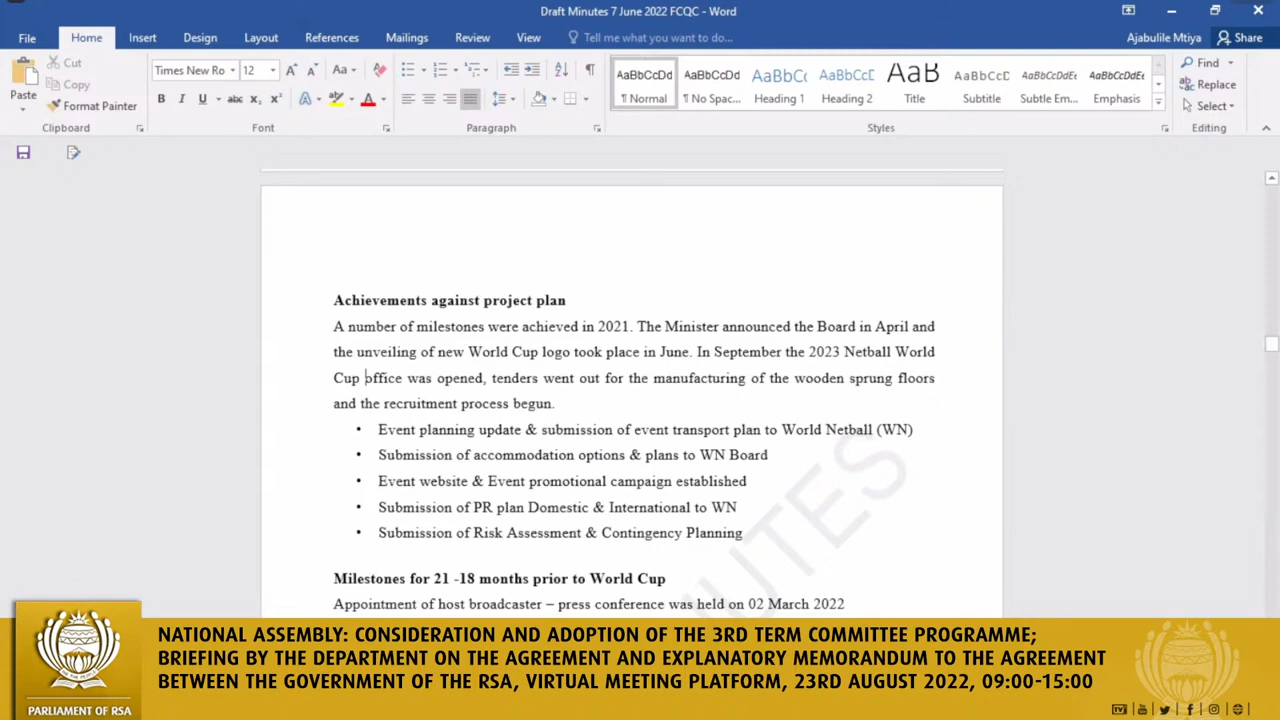 Draft Minutes 7 June 2022 FCQC - Word
File Home Insert Design Layout References Mailings Review View Tell me what you want to do... Ajabulile Mtiya Share
Paste
Cut
Copy
Format Painter
Clipboard
Times New Ro 12 Aa
B I U abc x₂ x² A A
Font
Paragraph
AaBbCcDd AaBbCcDd AaBbC AaBbCcD AaB AaBbCcD AaBbCcDdE AaBbCcDdE
¶ Normal ¶ No Spac... Heading 1 Heading 2 Title Subtitle Subtle Em... Emphasis
Styles
Find
Replace
Select
Editing
Achievements against project plan
A number of milestones were achieved in 2021. The Minister announced the Board in April and
the unveiling of new World Cup logo took place in June. In September the 2023 Netball World
Cup office was opened, tenders went out for the manufacturing of the wooden sprung floors
and the recruitment process begun.
• Event planning update & submission of event transport plan to World Netball (WN)
• Submission of accommodation options & plans to WN Board
• Event website & Event promotional campaign established
• Submission of PR plan Domestic & International to WN
• Submission of Risk Assessment & Contingency Planning
Milestones for 21 -18 months prior to World Cup
Appointment of host broadcaster – press conference was held on 02 March 2022
UTES
NATIONAL ASSEMBLY: CONSIDERATION AND ADOPTION OF THE 3RD TERM COMMITTEE PROGRAMME;
BRIEFING BY THE DEPARTMENT ON THE AGREEMENT AND EXPLANATORY MEMORANDUM TO THE AGREEMENT
BETWEEN THE GOVERNMENT OF THE RSA, VIRTUAL MEETING PLATFORM, 23RD AUGUST 2022, 09:00-15:00
PARLIAMENT OF RSA